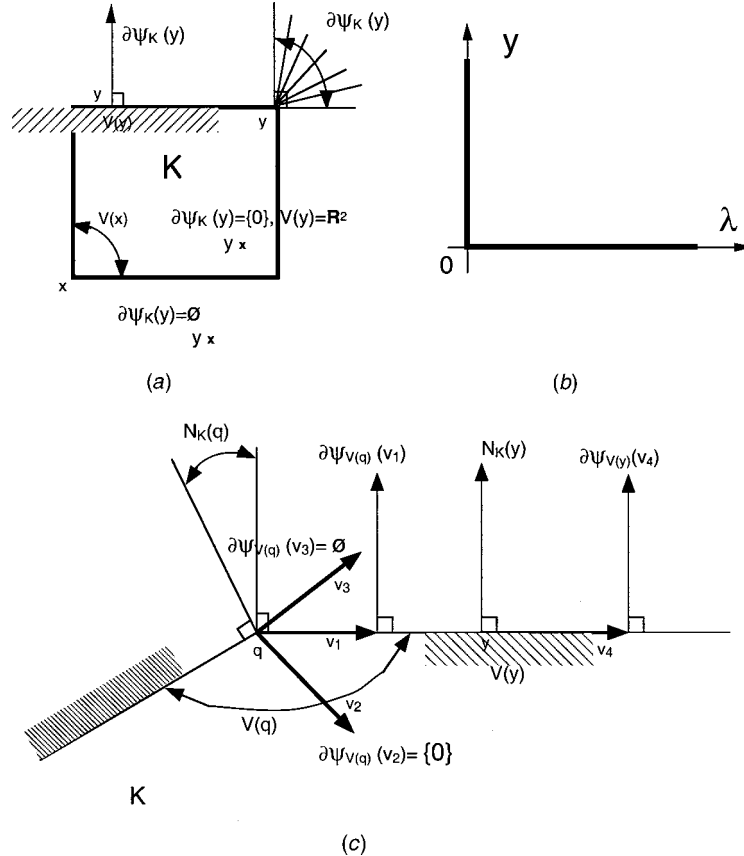 ∂ψK(y)
∂ψK(y)
y
V(y)
y
K
V(x)
∂ψK(y)={0}, V(y)=R²
y x
x
∂ψK(y)=Ø
y x
(a)
y
λ
0
(b)
NK(q)
∂ψV(q)(v1)
NK(y)
∂ψV(y)(v4)
∂ψV(q)(v3)=Ø
v3
q
v1
y
v4
V(y)
v2
V(q)
∂ψV(q)(v2)={0}
K
(c)